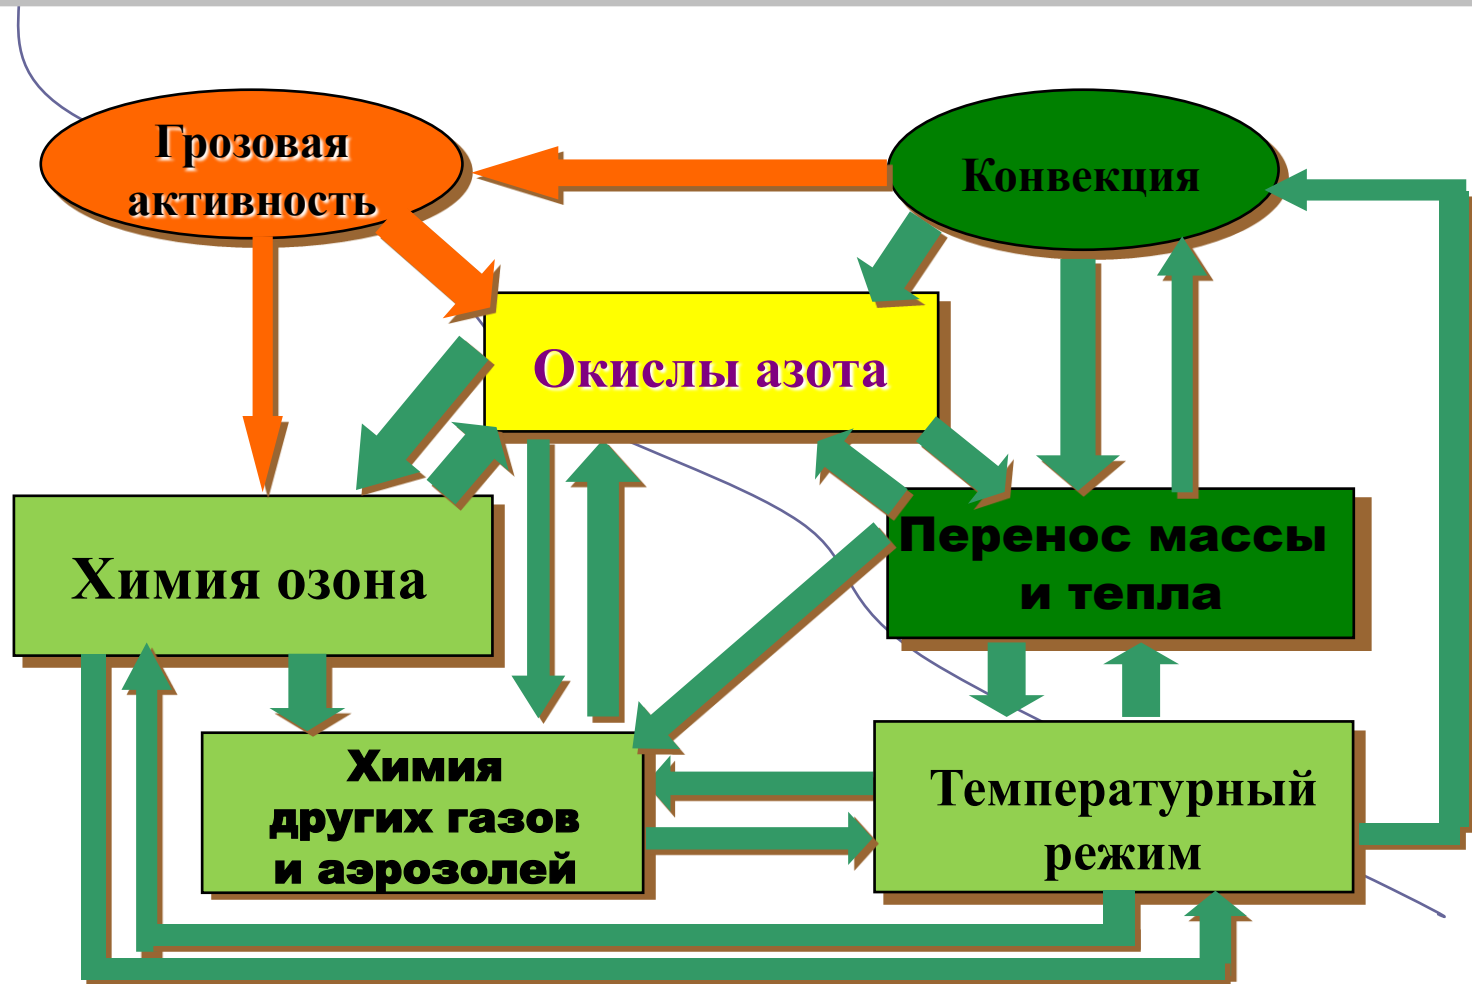 Грозовая
активность
Конвекция
Окислы азота
Перенос массы
и тепла
Химия озона
Химия
других газов
и аэрозолей
Температурный
режим